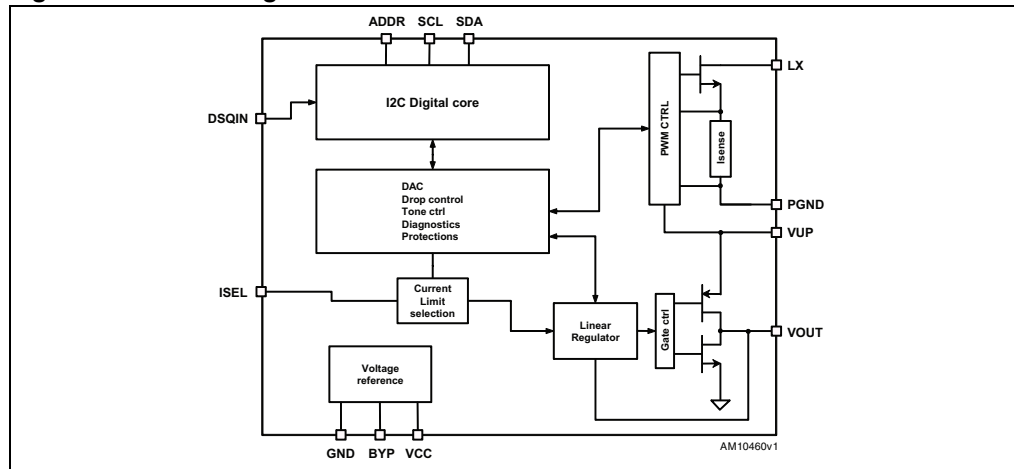 ADDR SCL SDA
I2C Digital core
DSQIN
PWM CTRL
LX
Isense
DAC
Drop control
Tone ctrl
Diagnostics
Protections
PGND
VUP
ISEL
Current
Limit
selection
Linear
Regulator
Gate ctrl
VOUT
Voltage
reference
GND BYP VCC
AM10460v1